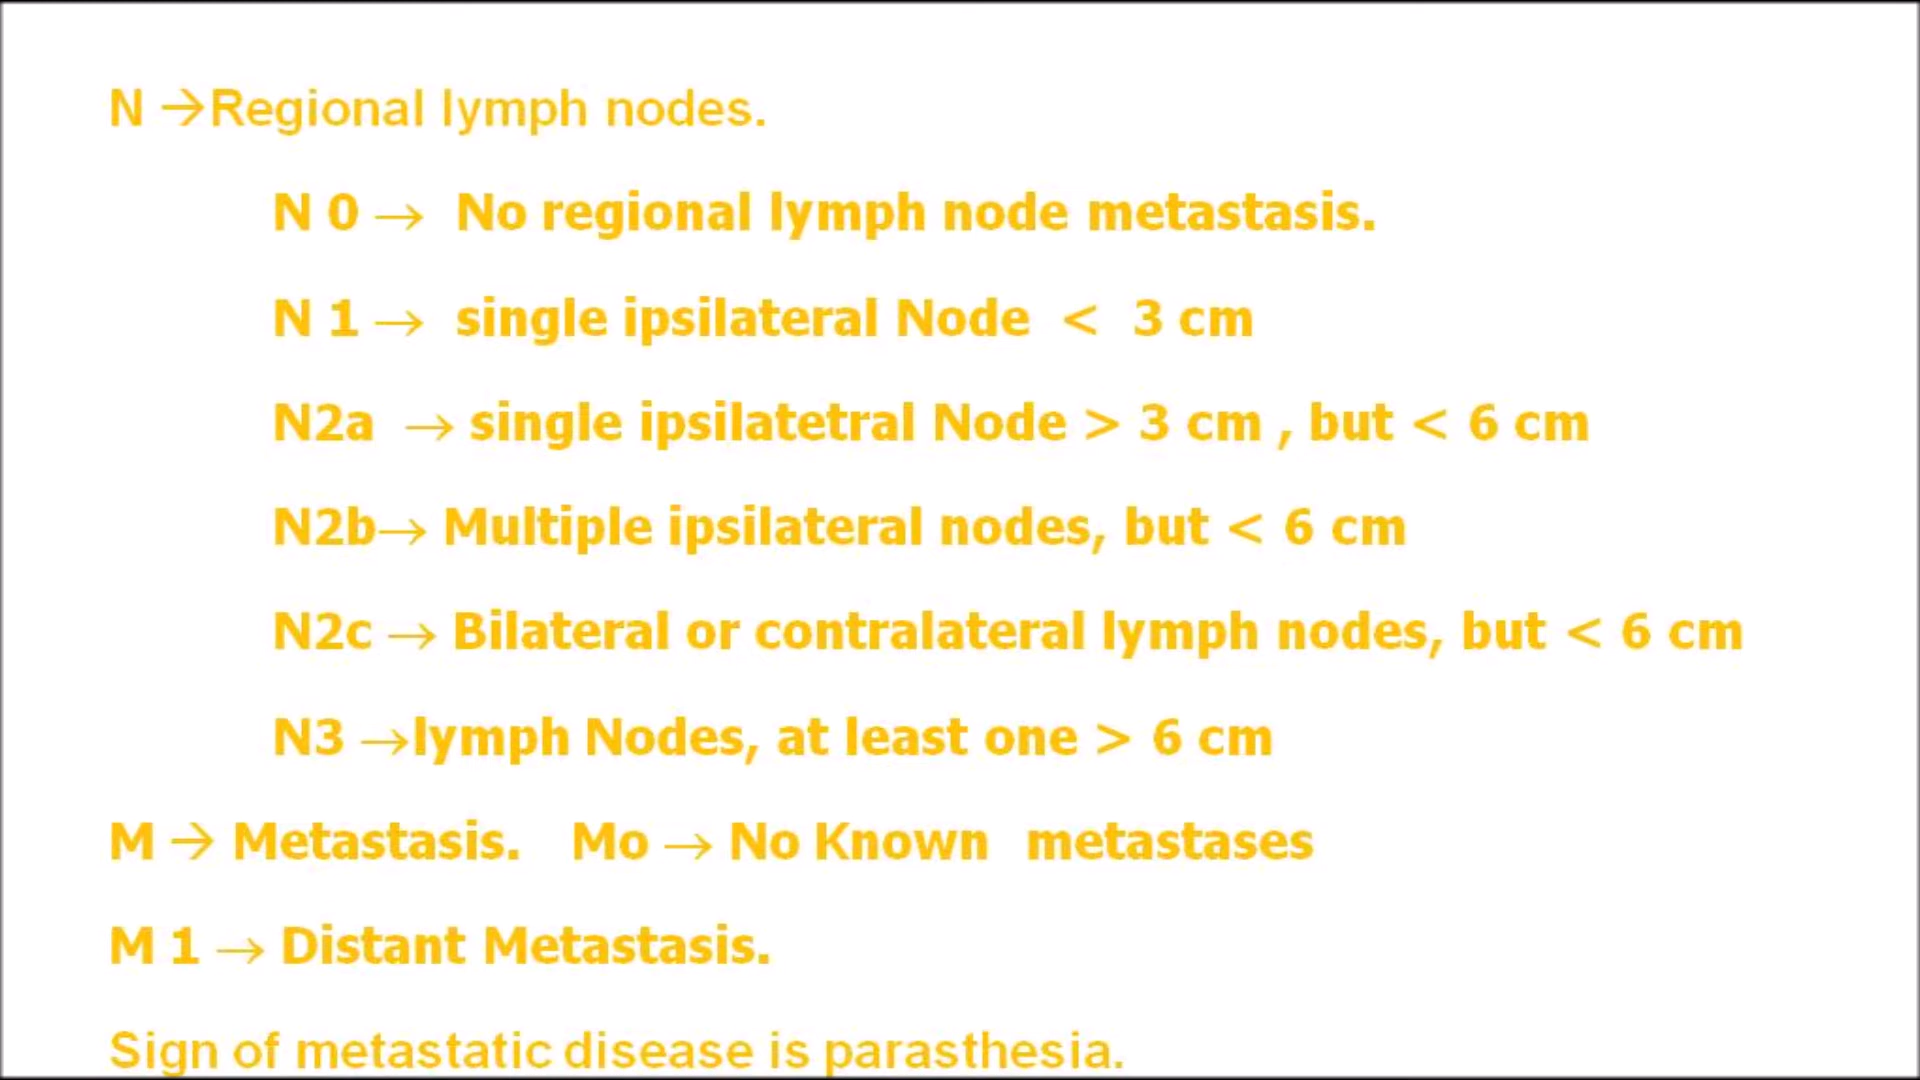 N →Regional lymph nodes.
N 0 → No regional lymph node metastasis.
N 1 → single ipsilateral Node < 3 cm
N2a → single ipsilatetral Node > 3 cm , but < 6 cm
N2b→ Multiple ipsilateral nodes, but < 6 cm
N2c → Bilateral or contralateral lymph nodes, but < 6 cm
N3 →lymph Nodes, at least one > 6 cm
M → Metastasis. Mo → No Known metastases
M 1 → Distant Metastasis.
Sign of metastatic disease is parasthesia.